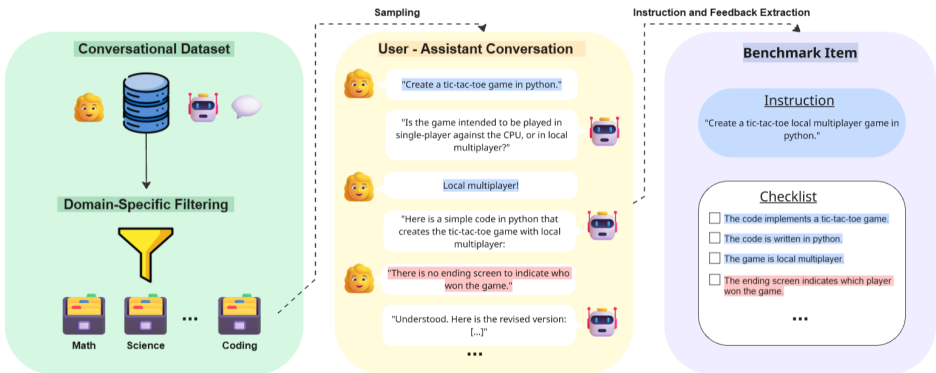 Sampling
Instruction and Feedback Extraction
Conversational Dataset
Domain-Specific Filtering
Math
Science
...
Coding
User - Assistant Conversation
"Create a tic-tac-toe game in python."
"Is the game intended to be played in
single-player against the CPU, or in local
multiplayer?"
Local multiplayer!
"Here is a simple code in python that
creates the tic-tac-toe game with local
multiplayer:
"There is no ending screen to indicate who
won the game."
"Understood. Here is the revised version:
[...]"
...
Benchmark Item
Instruction
"Create a tic-tac-toe local multiplayer game in
python."
Checklist
The code implements a tic-tac-toe game.
The code is written in python.
The game is local multiplayer.
The ending screen indicates which player
won the game.
...